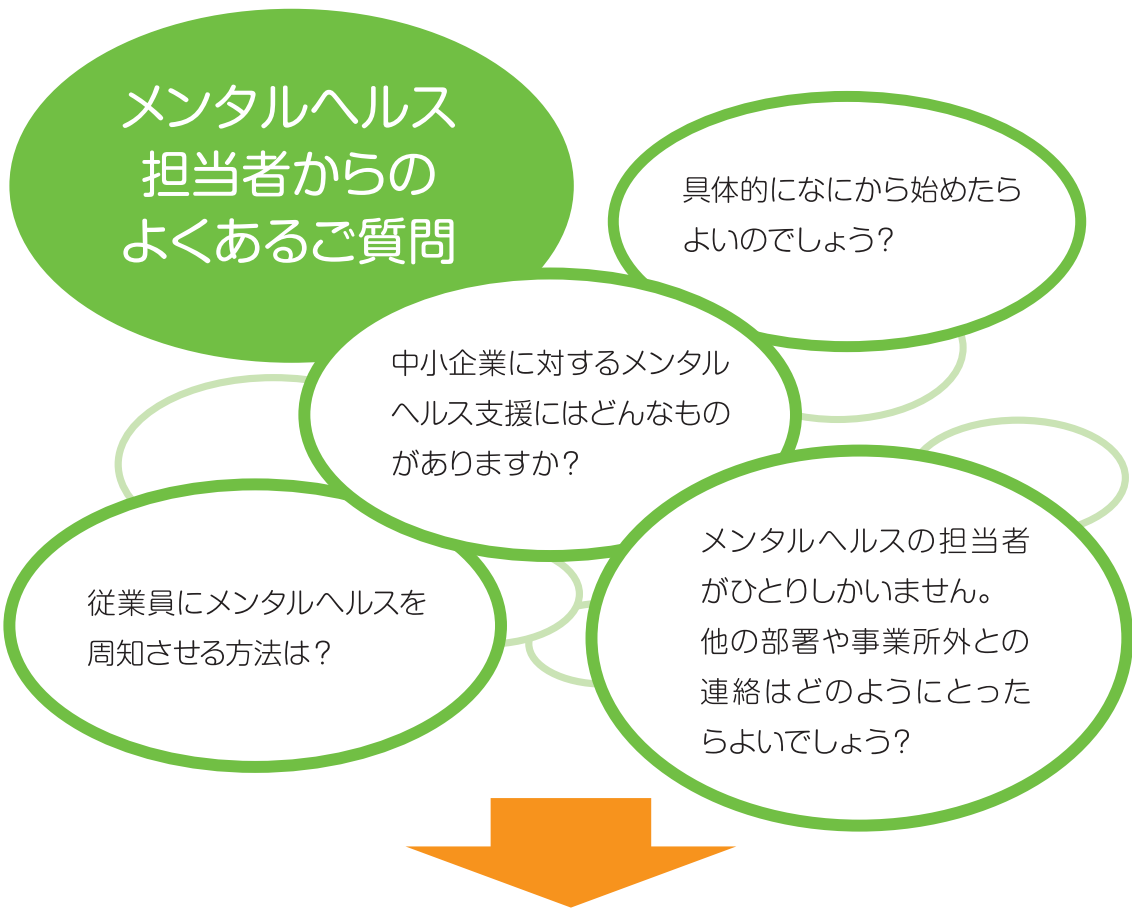 メンタルヘルス
担当者からの
よくあるご質問
具体的になにから始めたら
よいのでしょう？
中小企業に対するメンタル
ヘルス支援にはどんなもの
がありますか？
従業員にメンタルヘルスを
周知させる方法は？
メンタルヘルスの担当者
がひとりしかいません。
他の部署や事業所外との
連絡はどのようにとった
らよいでしょう？